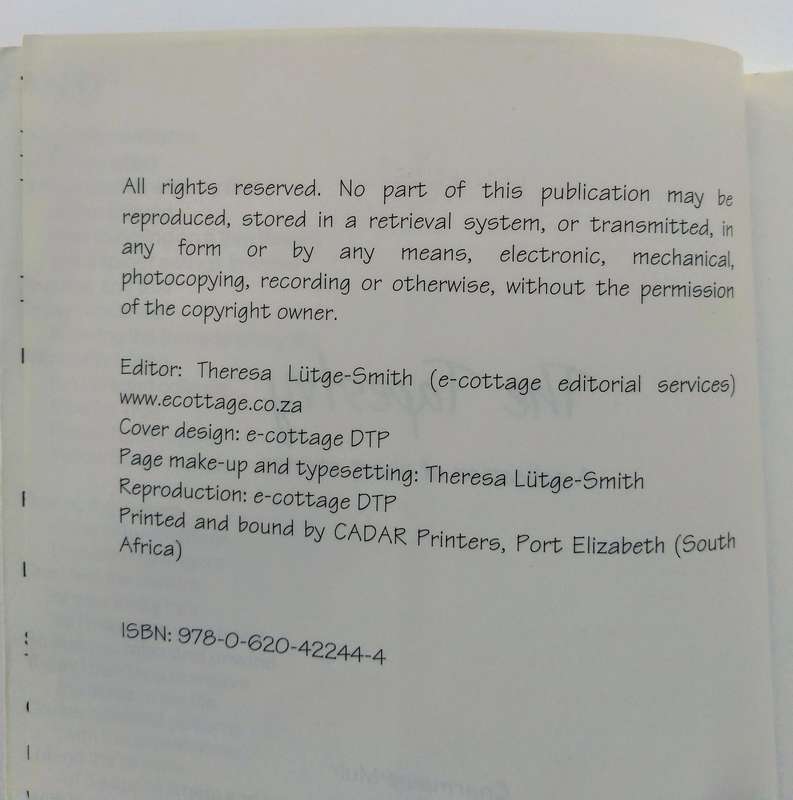 All rights reserved. No part of this publication may be
reproduced, stored in a retrieval system, or transmitted, in
any form or by any means, electronic, mechanical,
photocopying, recording or otherwise, without the permission
of the copyright owner.
Editor: Theresa Lütge-Smith (e-cottage editorial services)
www.ecottage.co.za
Cover design: e-cottage DTP
Page make-up and typesetting: Theresa Lütge-Smith
Reproduction: e-cottage DTP
Printed and bound by CADAR Printers, Port Elizabeth (South
Africa)
ISBN: 978-0-620-42244-4